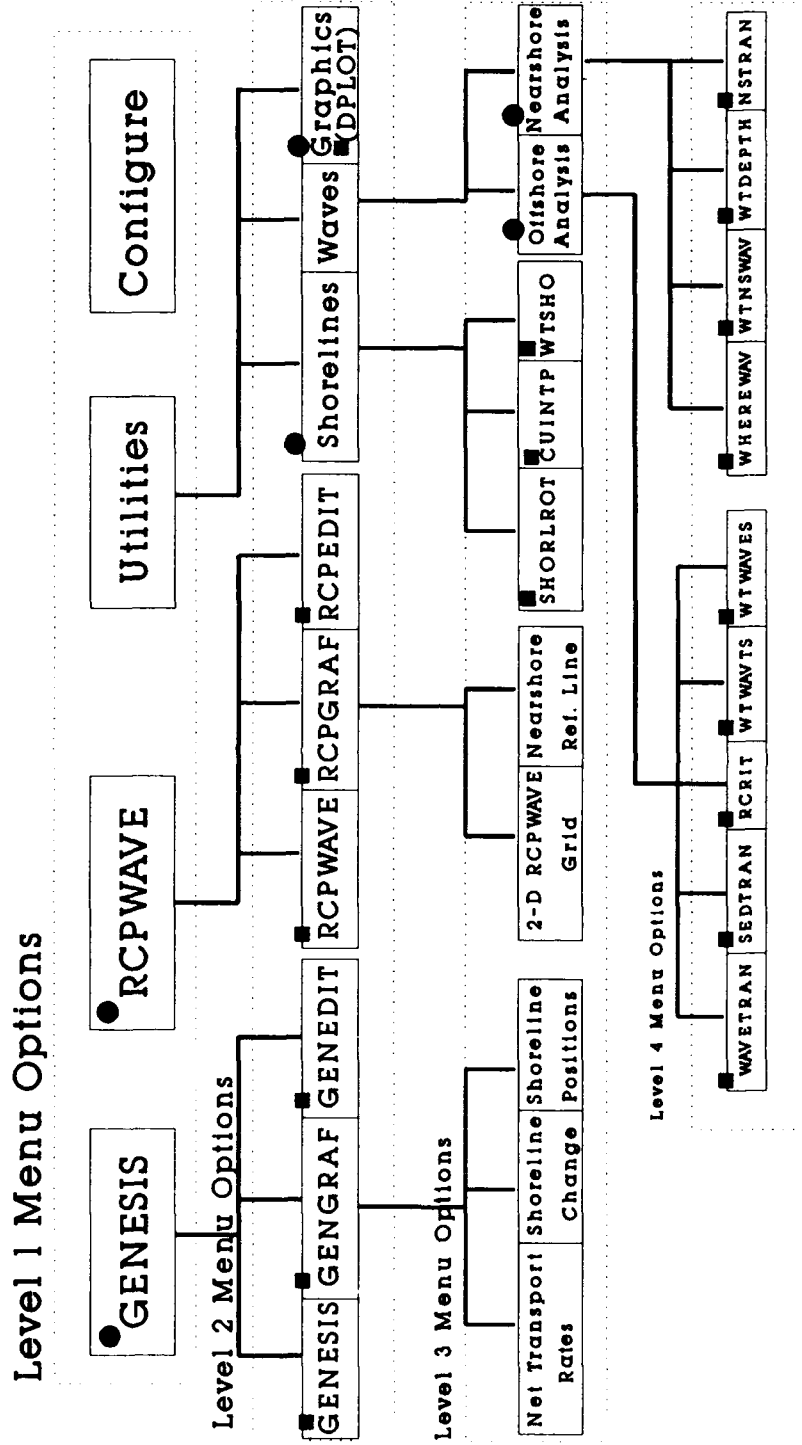 Level 1 Menu Options
GENESIS
RCPWAVE
Utilities
Configure
Level 2 Menu Options
GENESIS
GENGRAF
GENEDIT
RCPWAVE
RCPGRAF
RCPEDIT
Shorelines
Waves
Graphics
(DPLOT)
Level 3 Menu Options
Net Transport
Rates
Shoreline
Change
Shoreline
Positions
2-D RCPWAVE
Grid
Nearshore
Ref. Line
SHORLROT
CUINTP
WTSHO
Offshore
Analysis
Nearshore
Analysis
Level 4 Menu Options
WAVETRAN
SEDTRAN
RCRIT
WTWAVTS
WTWAVES
WHEREWAV
WTNSWAV
WTDEPTH
NSTRAN